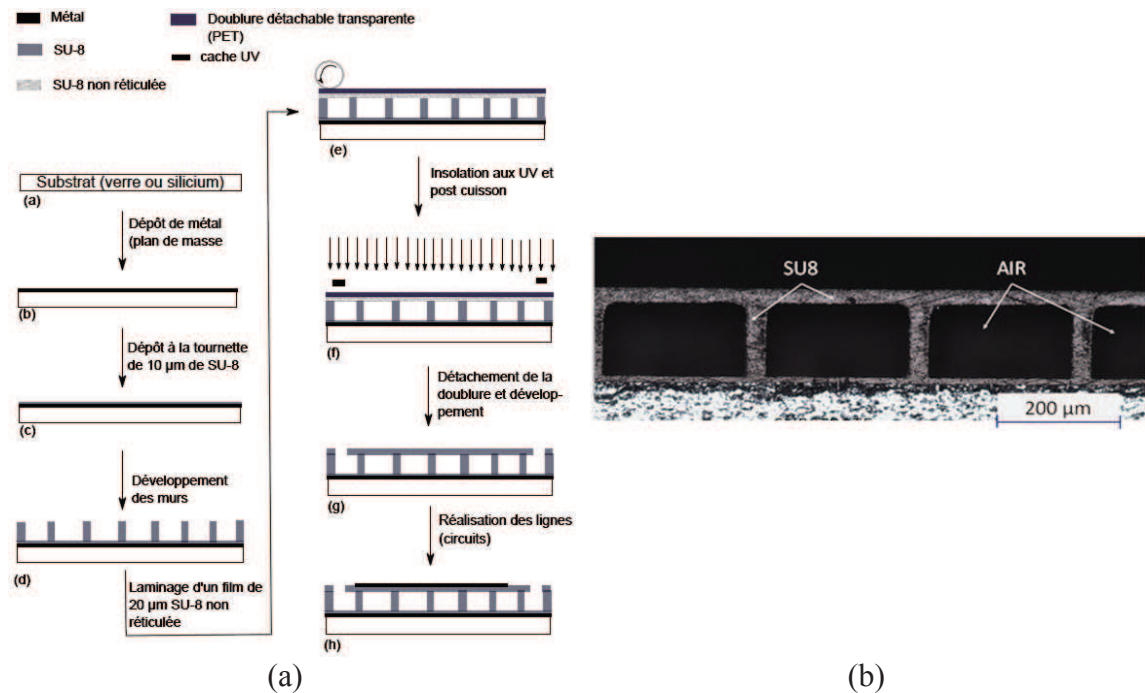 Métal
SU-8
SU-8 non réticulée
Doublure détachable transparente
(PET)
cache UV
Substrat (verre ou silicium)
(a)
Dépôt de métal
(plan de masse
(b)
Dépôt à la tournette
de 10 µm de SU-8
(c)
Développement
des murs
(d)
Laminage d'un film de
20 µm SU-8 non
réticulée
(e)
Insolation aux UV et
post cuisson
(f)
Détachement de la
doublure et dévelop-
pement
(g)
Réalisation des lignes
(circuits)
(h)
(a)
SU8
AIR
200 µm
(b)